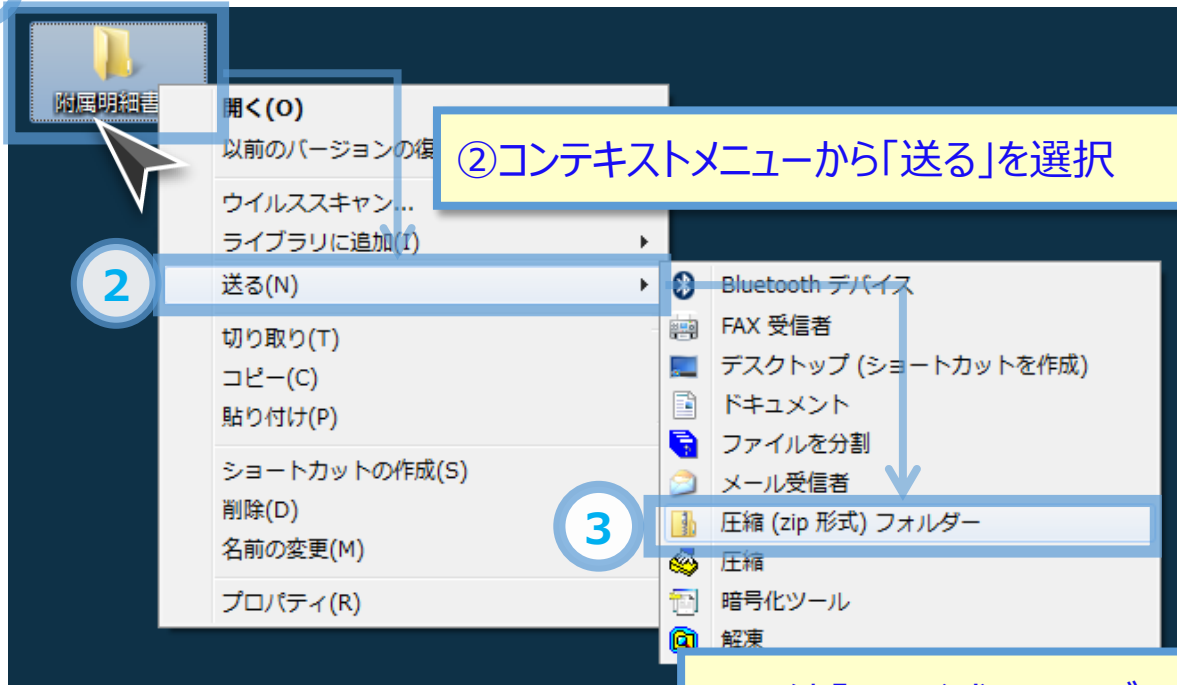 附属明細書
開く(O)
以前のバージョンの復
②コンテキストメニューから「送る」を選択
ウイルススキャン...
ライブラリに追加(I)
2
送る(N)
切り取り(T)
コピー(C)
貼り付け(P)
ショートカットの作成(S)
削除(D)
名前の変更(M)
プロパティ(R)
Bluetooth デバイス
FAX 受信者
デスクトップ (ショートカットを作成)
ドキュメント
ファイルを分割
メール受信者
3
圧縮 (zip 形式) フォルダー
圧縮
暗号化ツール
解凍